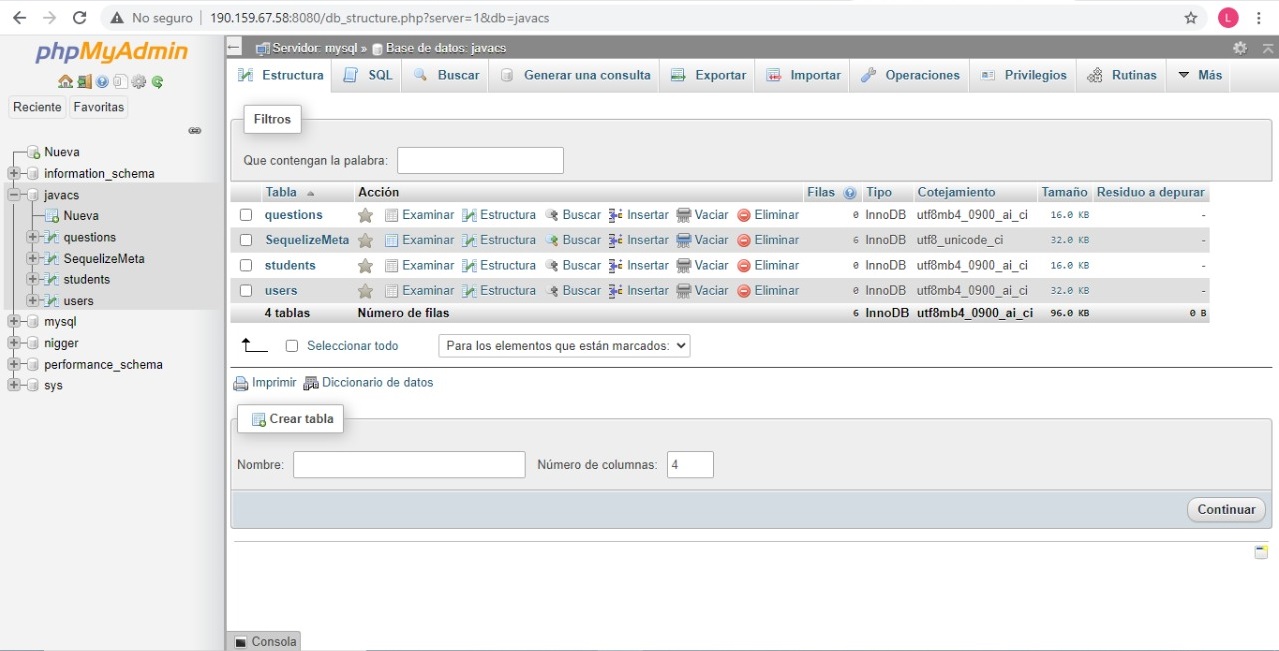 No seguro
190.159.67.58:8080/db_structure.php?server=1&db=javacs
L
phpMyAdmin
Reciente Favoritas
Nueva
information_schema
javacs
Nueva
questions
SequelizeMeta
students
users
mysql
nigger
performance_schema
sys
Servidor: mysql » Base de datos: javacs
Estructura SQL Buscar Generar una consulta Exportar Importar Operaciones Privilegios Rutinas Más
Filtros
Que contengan la palabra:
Tabla Acción Filas Tipo Cotejamiento Tamaño Residuo a depurar
questions Examinar Estructura Buscar Insertar Vaciar Eliminar 0 InnoDB utf8mb4_0900_ai_ci 16.0 KB -
SequelizeMeta Examinar Estructura Buscar Insertar Vaciar Eliminar 6 InnoDB utf8_unicode_ci 32.0 KB -
students Examinar Estructura Buscar Insertar Vaciar Eliminar 0 InnoDB utf8mb4_0900_ai_ci 16.0 KB -
users Examinar Estructura Buscar Insertar Vaciar Eliminar 0 InnoDB utf8mb4_0900_ai_ci 32.0 KB -
4 tablas Número de filas 6 InnoDB utf8mb4_0900_ai_ci 96.0 KB 0 B
Seleccionar todo Para los elementos que están marcados:
Imprimir Diccionario de datos
Crear tabla
Nombre: Número de columnas: 4
Continuar
Consola